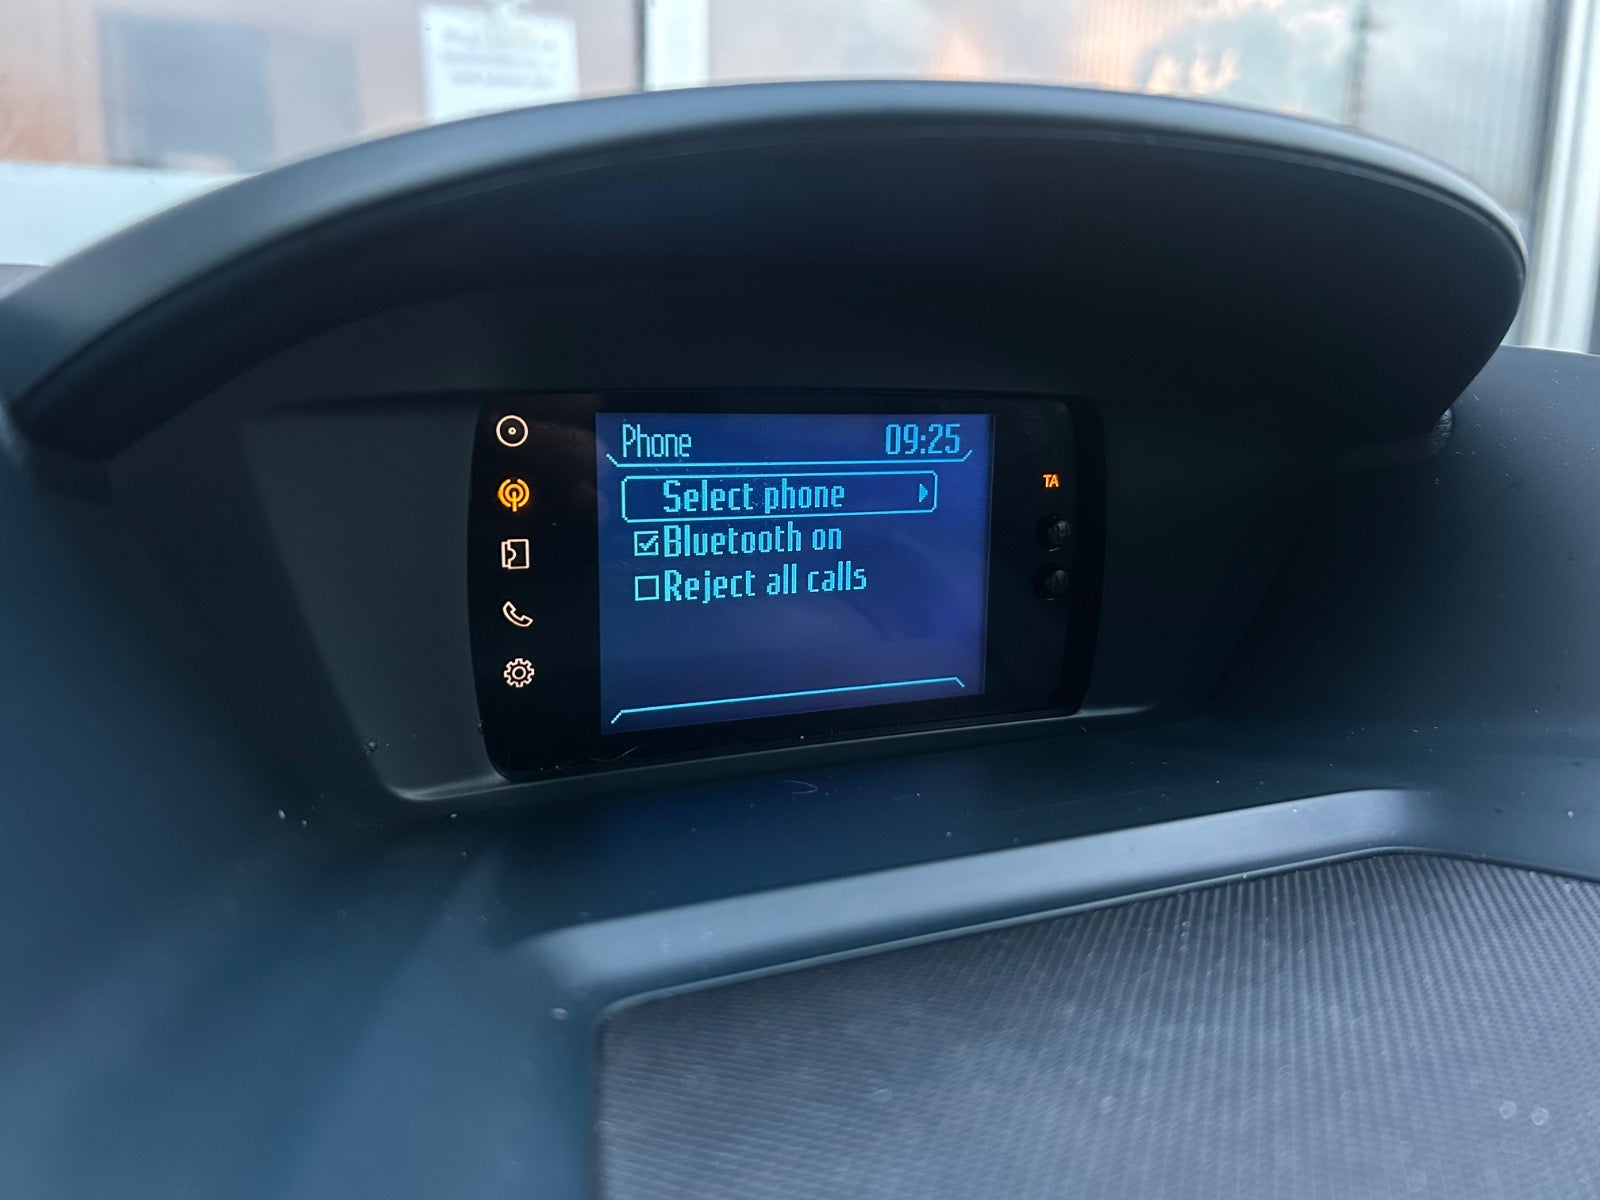 Phone 09:25
Select phone
Bluetooth on
Reject all calls
TA